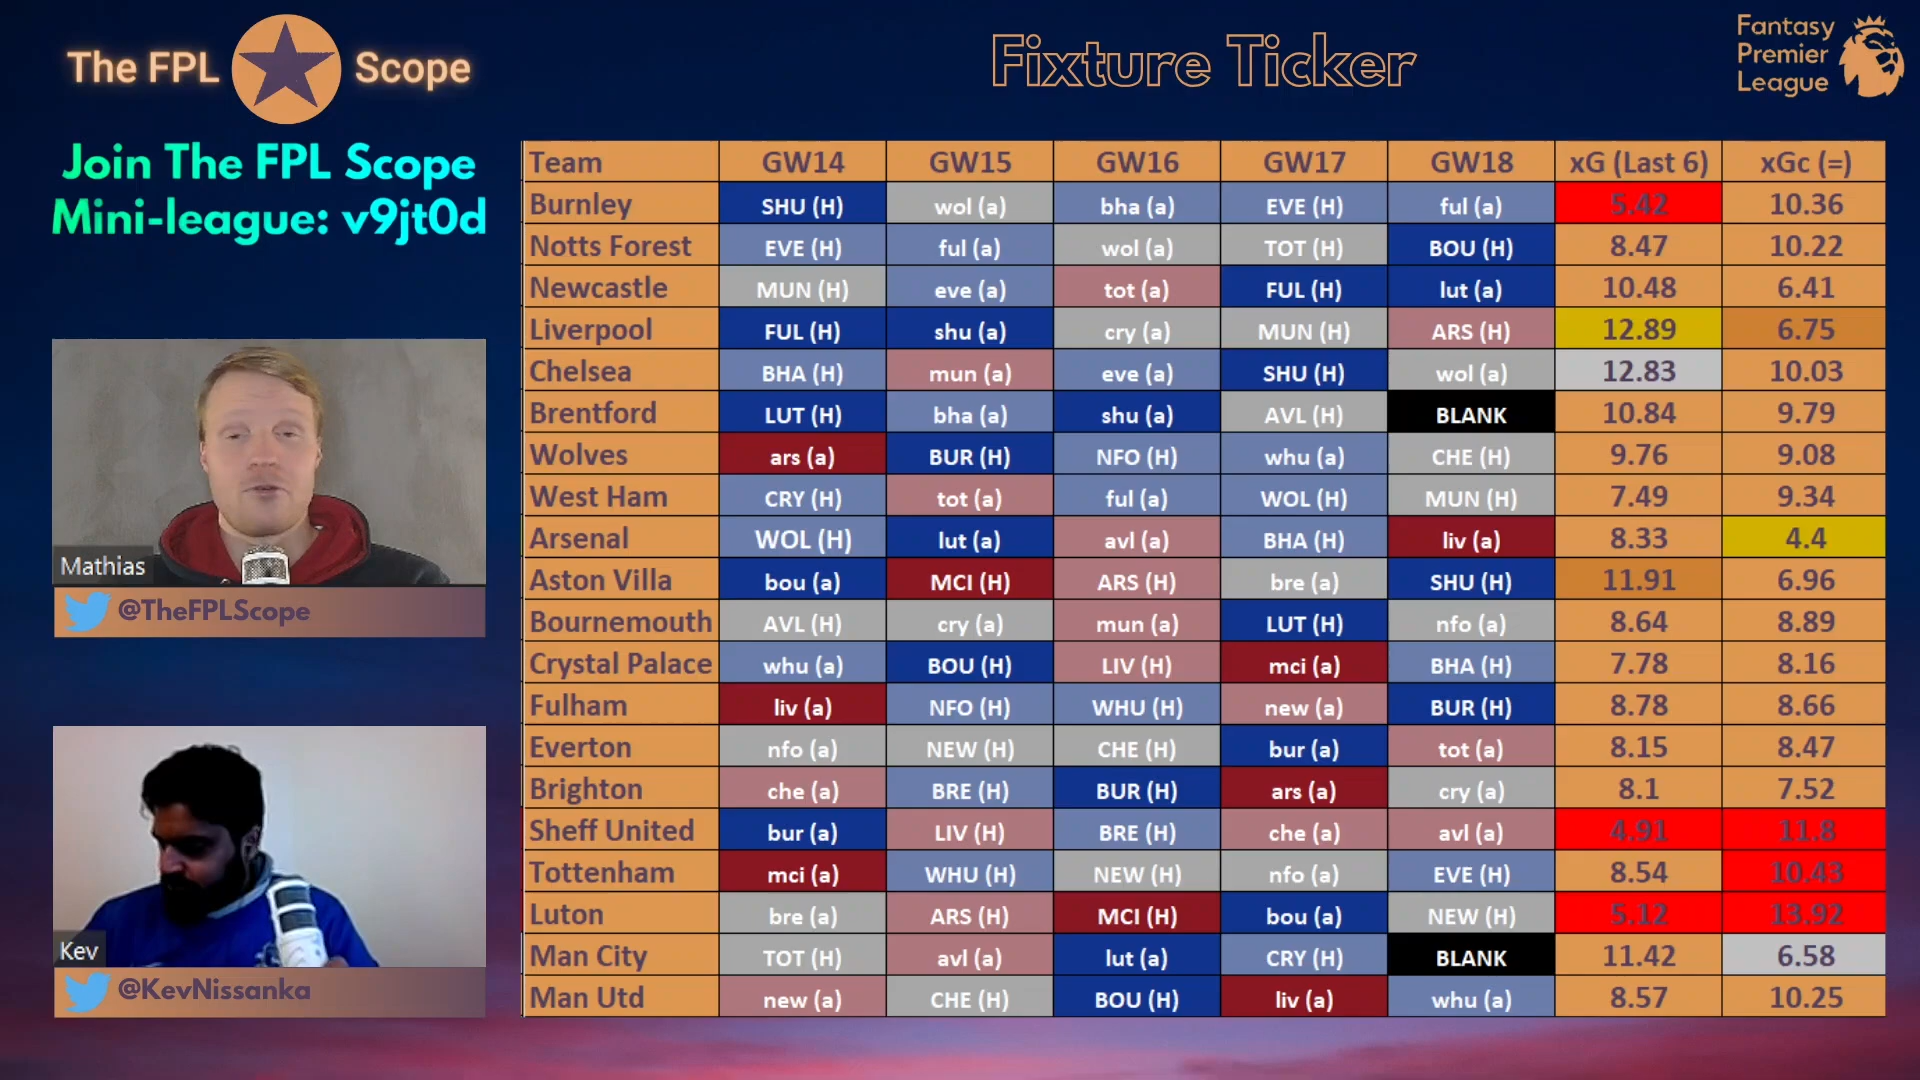 The FPL Scope
Fixture Ticker
Fantasy
Premier
League
Join The FPL Scope
Mini-league: v9jt0d
Mathias
@TheFPLScope
Kev
@KevNissanka
Team GW14 GW15 GW16 GW17 GW18 xG (Last 6) xGc (=)
Burnley SHU (H) wol (a) bha (a) EVE (H) ful (a) 5.42 10.36
Notts Forest EVE (H) ful (a) wol (a) TOT (H) BOU (H) 8.47 10.22
Newcastle MUN (H) eve (a) tot (a) FUL (H) lut (a) 10.48 6.41
Liverpool FUL (H) shu (a) cry (a) MUN (H) ARS (H) 12.89 6.75
Chelsea BHA (H) mun (a) eve (a) SHU (H) wol (a) 12.83 10.03
Brentford LUT (H) bha (a) shu (a) AVL (H) BLANK 10.84 9.79
Wolves ars (a) BUR (H) NFO (H) whu (a) CHE (H) 9.76 9.08
West Ham CRY (H) tot (a) ful (a) WOL (H) MUN (H) 7.49 9.34
Arsenal WOL (H) lut (a) avl (a) BHA (H) liv (a) 8.33 4.4
Aston Villa bou (a) MCI (H) ARS (H) bre (a) SHU (H) 11.91 6.96
Bournemouth AVL (H) cry (a) mun (a) LUT (H) nfo (a) 8.64 8.89
Crystal Palace whu (a) BOU (H) LIV (H) mci (a) BHA (H) 7.78 8.16
Fulham liv (a) NFO (H) WHU (H) new (a) BUR (H) 8.78 8.66
Everton nfo (a) NEW (H) CHE (H) bur (a) tot (a) 8.15 8.47
Brighton che (a) BRE (H) BUR (H) ars (a) cry (a) 8.1 7.52
Sheff United bur (a) LIV (H) BRE (H) che (a) avl (a) 4.91 11.8
Tottenham mci (a) WHU (H) NEW (H) nfo (a) EVE (H) 8.54 10.43
Luton bre (a) ARS (H) MCI (H) bou (a) NEW (H) 5.12 13.92
Man City TOT (H) avl (a) lut (a) CRY (H) BLANK 11.42 6.58
Man Utd new (a) CHE (H) BOU (H) liv (a) whu (a) 8.57 10.25